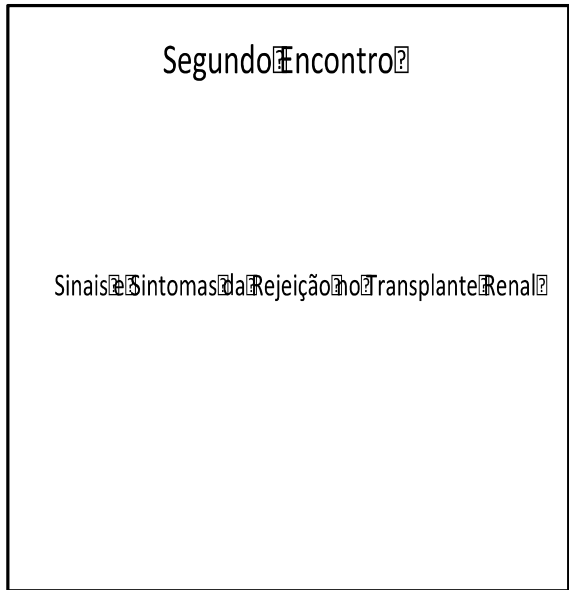 Segundo Encontro
Sinais e Sintomas da Rejeição no Transplante Renal